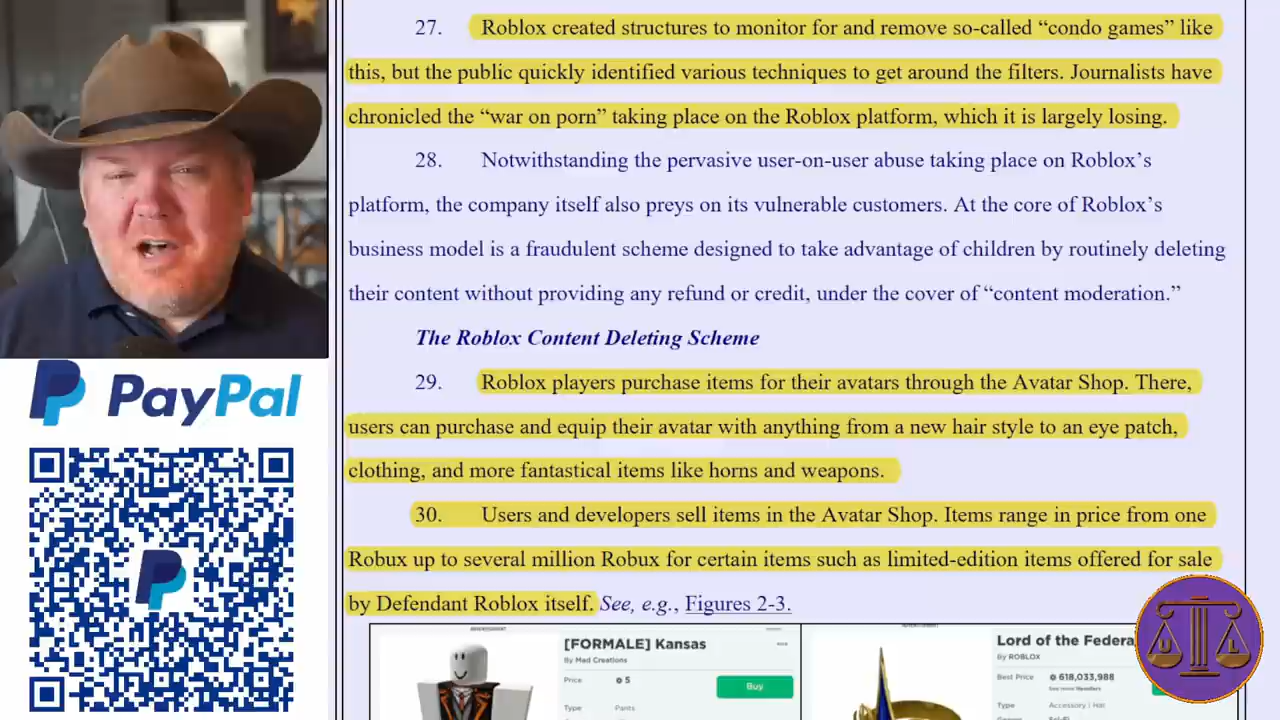 27. Roblox created structures to monitor for and remove so-called “condo games” like
this, but the public quickly identified various techniques to get around the filters. Journalists have
chronicled the “war on porn” taking place on the Roblox platform, which it is largely losing.
28. Notwithstanding the pervasive user-on-user abuse taking place on Roblox’s
platform, the company itself also preys on its vulnerable customers. At the core of Roblox’s
business model is a fraudulent scheme designed to take advantage of children by routinely deleting
their content without providing any refund or credit, under the cover of “content moderation.”
The Roblox Content Deleting Scheme
29. Roblox players purchase items for their avatars through the Avatar Shop. There,
users can purchase and equip their avatar with anything from a new hair style to an eye patch,
clothing, and more fantastical items like horns and weapons.
30. Users and developers sell items in the Avatar Shop. Items range in price from one
Robux up to several million Robux for certain items such as limited-edition items offered for sale
by Defendant Roblox itself. See, e.g., Figures 2-3.
PayPal
ADVERTISEMENT
[FORMALE] Kansas
By Mad Creations
Price 5
Buy
Type Pants
ADVERTISEMENT
Lord of the Federa
By ROBLOX
Best Price 618,033,988
See more Resellers
Type Accessory | Hat
U L